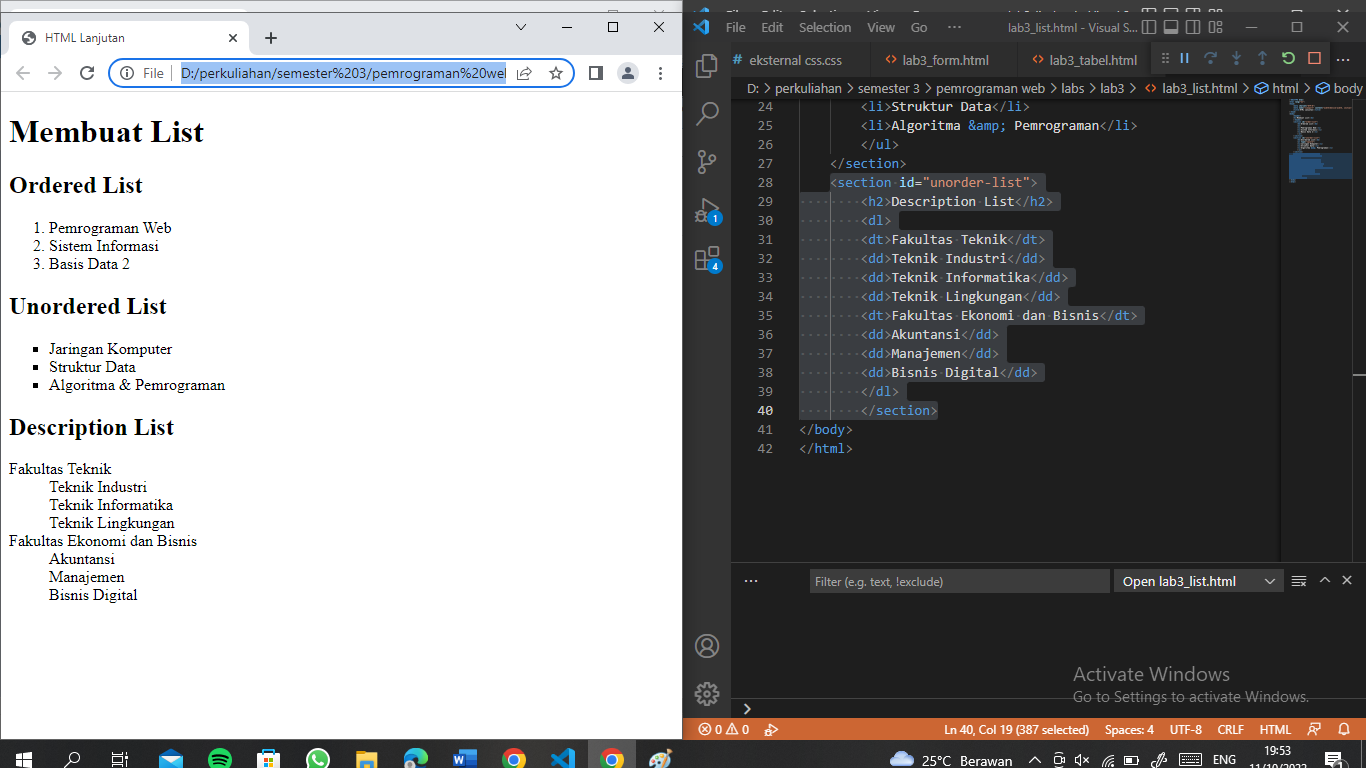 HTML Lanjutan
File
D:/perkuliahan/semester%203/pemrograman%20web
Membuat List
Ordered List
1. Pemrograman Web
2. Sistem Informasi
3. Basis Data 2
Unordered List
Jaringan Komputer
Struktur Data
Algoritma & Pemrograman
Description List
Fakultas Teknik
Teknik Industri
Teknik Informatika
Teknik Lingkungan
Fakultas Ekonomi dan Bisnis
Akuntansi
Manajemen
Bisnis Digital
File Edit Selection View Go ··· lab3_list.html - Visual S...
# eksternal css.css <> lab3_form.html <> lab3_tabel.html ···
D: > perkuliahan > semester 3 > pemrograman web > labs > lab3 > <> lab3_list.html > html > body
24 <li>Struktur Data</li>
25 <li>Algoritma &amp; Pemrograman</li>
26 </ul>
27 </section>
28 <section id="unorder-list">
29 <h2>Description List</h2>
30 <dl>
31 <dt>Fakultas Teknik</dt>
32 <dd>Teknik Industri</dd>
33 <dd>Teknik Informatika</dd>
34 <dd>Teknik Lingkungan</dd>
35 <dt>Fakultas Ekonomi dan Bisnis</dt>
36 <dd>Akuntansi</dd>
37 <dd>Manajemen</dd>
38 <dd>Bisnis Digital</dd>
39 </dl>
40 </section>
41 </body>
42 </html>
1
4
··· Filter (e.g. text, !exclude) Open lab3_list.html
Activate Windows
Go to Settings to activate Windows.
0 0 Ln 40, Col 19 (387 selected) Spaces: 4 UTF-8 CRLF HTML
25°C Berawan ENG 19:53